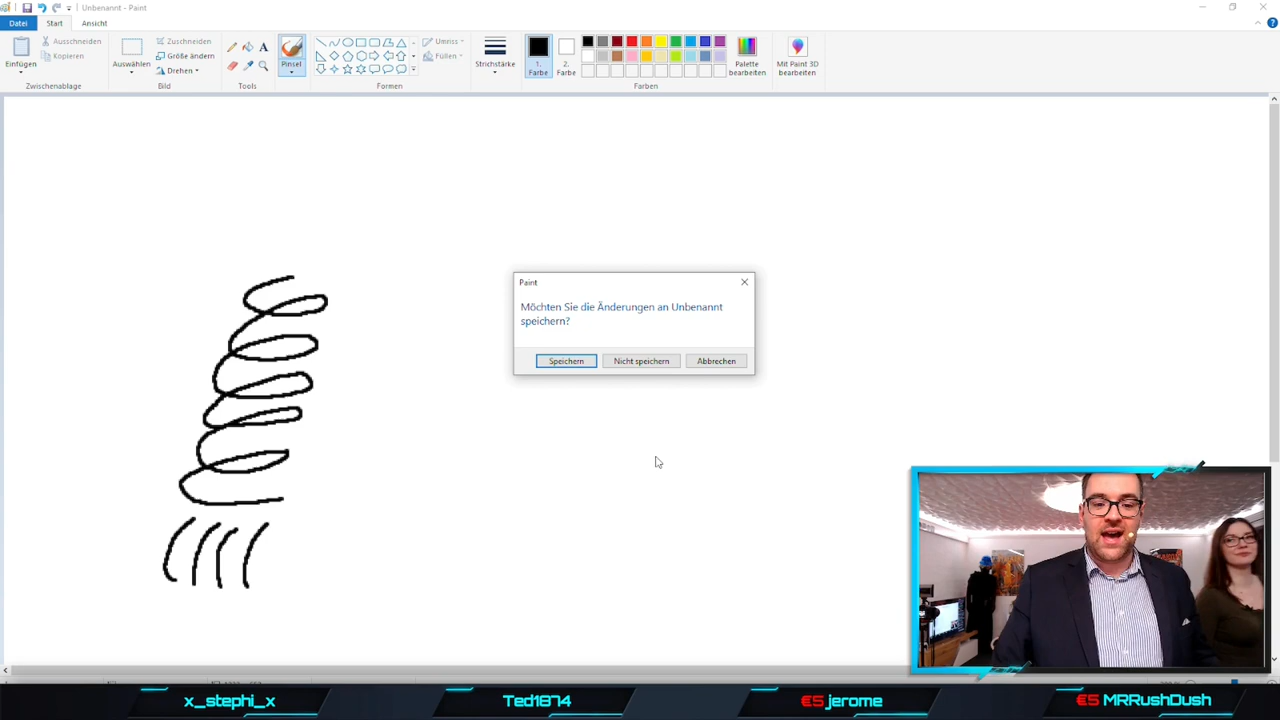 Unbenannt - Paint
Datei Start Ansicht
Einfügen
Ausschneiden
Kopieren
Zwischenablage
Auswählen
Zuschneiden
Größe ändern
Drehen
Bild
A
Tools
Pinsel
Umriss
Füllen
Formen
Strichstärke
1.
Farbe
2.
Farbe
Palette
bearbeiten
Farben
Mit Paint 3D
bearbeiten
Paint
Möchten Sie die Änderungen an Unbenannt
speichern?
Speichern Nicht speichern Abbrechen
x_stephi_x Ted1874 €5 jerome €5 MRRushDush